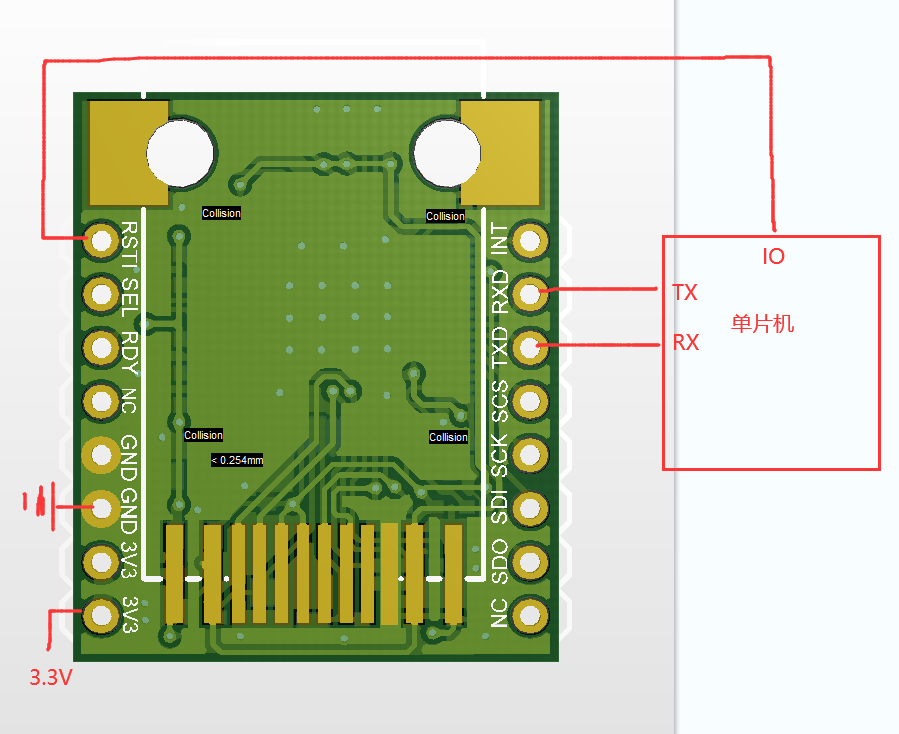 Collision
Collision
RSTI
SEL
RDY
NC
GND
GND
3V3
3V3
Collision
< 0.254mm
Collision
INT
RXD
TXD
SCS
SCK
SDI
SDO
NC
IO
TX
单片机
RX
3.3V